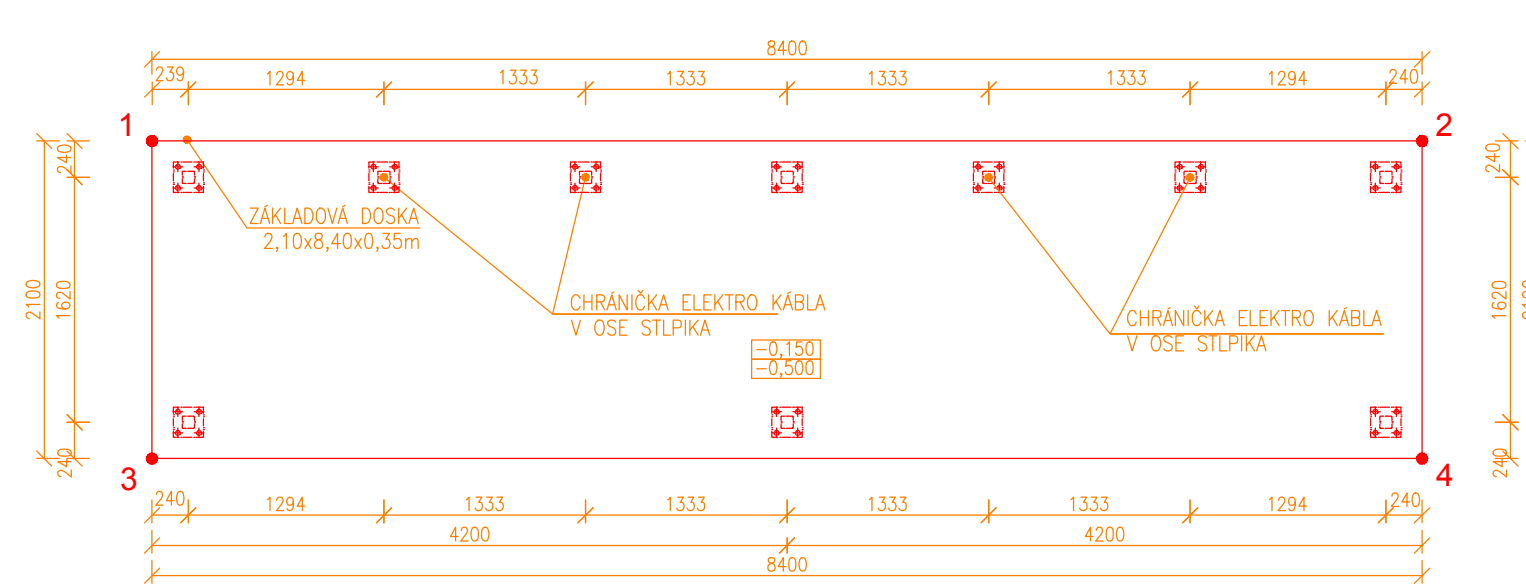 8400
239 1294 1333 1333 1333 1333 1294 240
1 2
240 240
ZÁKLADOVÁ DOSKA
2,10x8,40x0,35m
2100 1620 1620
CHRÁNIČKA ELEKTRO KÁBLA
V OSE STLPIKA
CHRÁNIČKA ELEKTRO KÁBLA
V OSE STLPIKA
-0,150
-0,500
240 240
3 4
240 1294 1333 1333 1333 1333 1294 240
4200 4200
8400